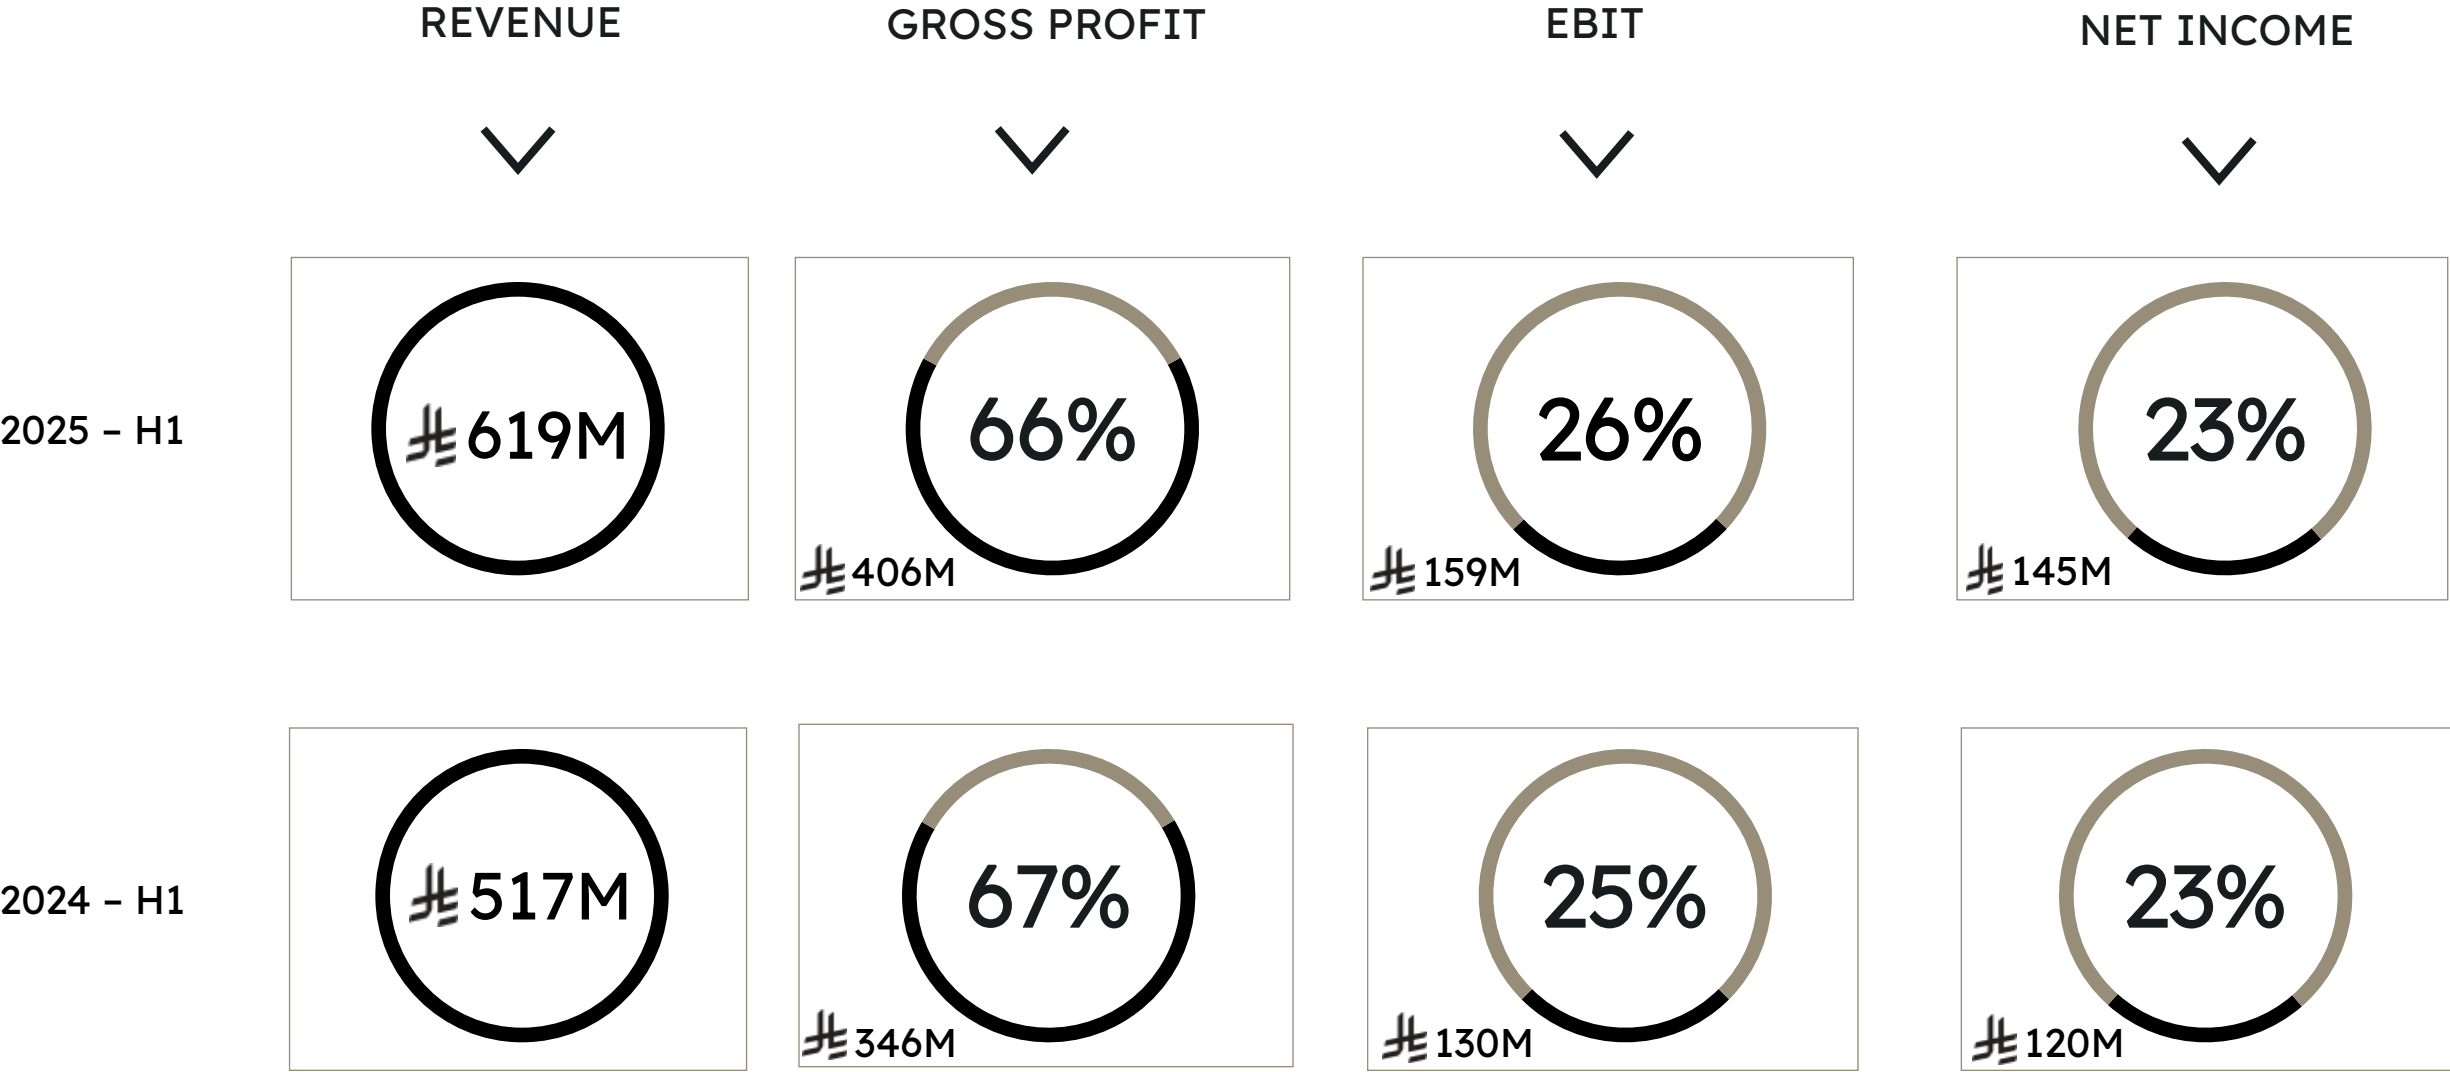 REVENUE
GROSS PROFIT
EBIT
NET INCOME
2025 – H1
⃁ 619M
66%
⃁ 406M
26%
⃁ 159M
23%
⃁ 145M
2024 – H1
⃁ 517M
67%
⃁ 346M
25%
⃁ 130M
23%
⃁ 120M